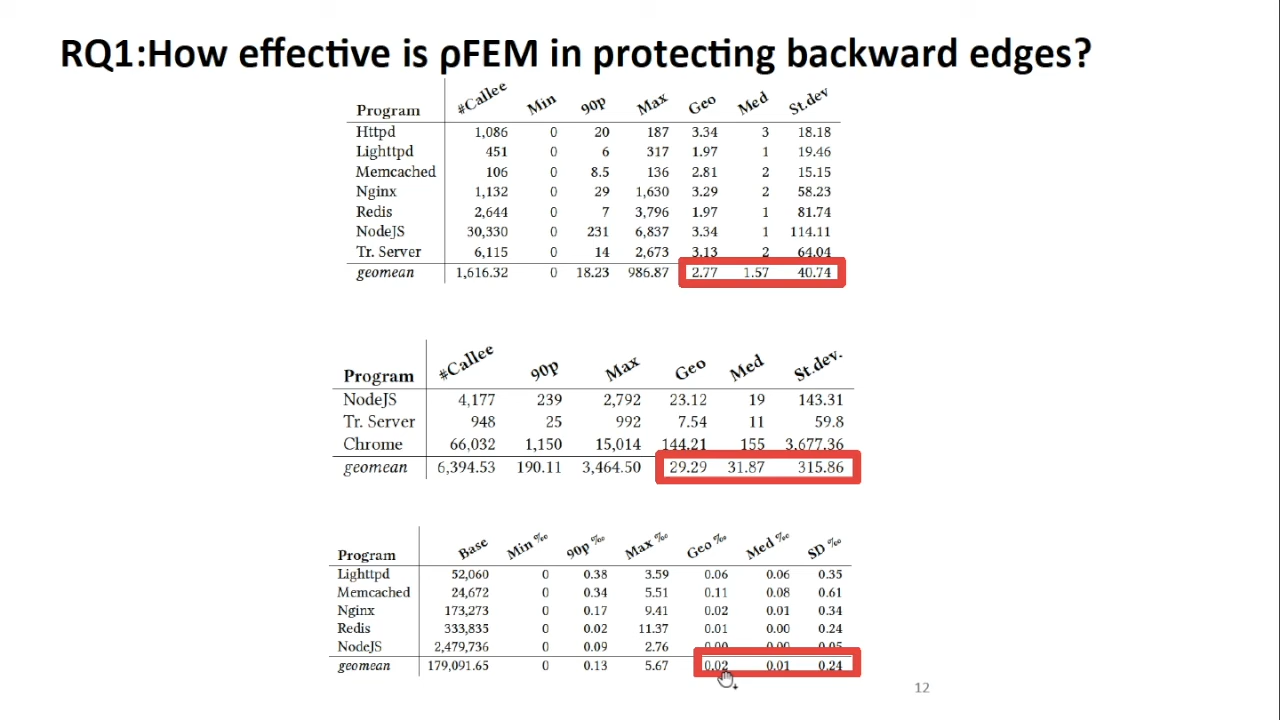 RQ1:How effective is ρFEM in protecting backward edges?
Program #Callee Min 90p Max Geo Med St.dev
Httpd 1,086 0 20 187 3.34 3 18.18
Lighttpd 451 0 6 317 1.97 1 19.46
Memcached 106 0 8.5 136 2.81 2 15.15
Nginx 1,132 0 29 1,630 3.29 2 58.23
Redis 2,644 0 7 3,796 1.97 1 81.74
NodeJS 30,330 0 231 6,837 3.34 1 114.11
Tr. Server 6,115 0 14 2,673 3.13 2 64.04
geomean 1,616.32 0 18.23 986.87 2.77 1.57 40.74
Program #Callee 90p Max Geo Med St.dev.
NodeJS 4,177 239 2,792 23.12 19 143.31
Tr. Server 948 25 992 7.54 11 59.8
Chrome 66,032 1,150 15,014 144.21 155 3,677.36
geomean 6,394.53 190.11 3,464.50 29.29 31.87 315.86
Program Base Min ‰ 90p ‰ Max ‰ Geo ‰ Med ‰ SD ‰
Lighttpd 52,060 0 0.38 3.59 0.06 0.06 0.35
Memcached 24,672 0 0.34 5.51 0.11 0.08 0.61
Nginx 173,273 0 0.17 9.41 0.02 0.01 0.34
Redis 333,835 0 0.02 11.37 0.01 0.00 0.24
NodeJS 2,479,736 0 0.09 2.76 0.00 0.00 0.05
geomean 179,091.65 0 0.13 5.67 0.02 0.01 0.24
12